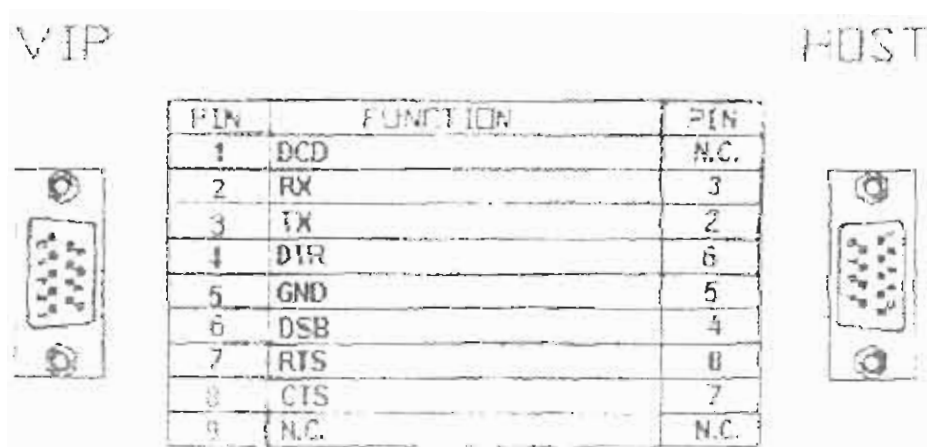 VIP HOST
PIN FUNCTION PIN
1 DCD N.C.
2 RX 3
3 TX 2
4 DTR 6
5 GND 5
6 DSB 4
7 RTS 8
8 CTS 7
9 N.C. N.C.